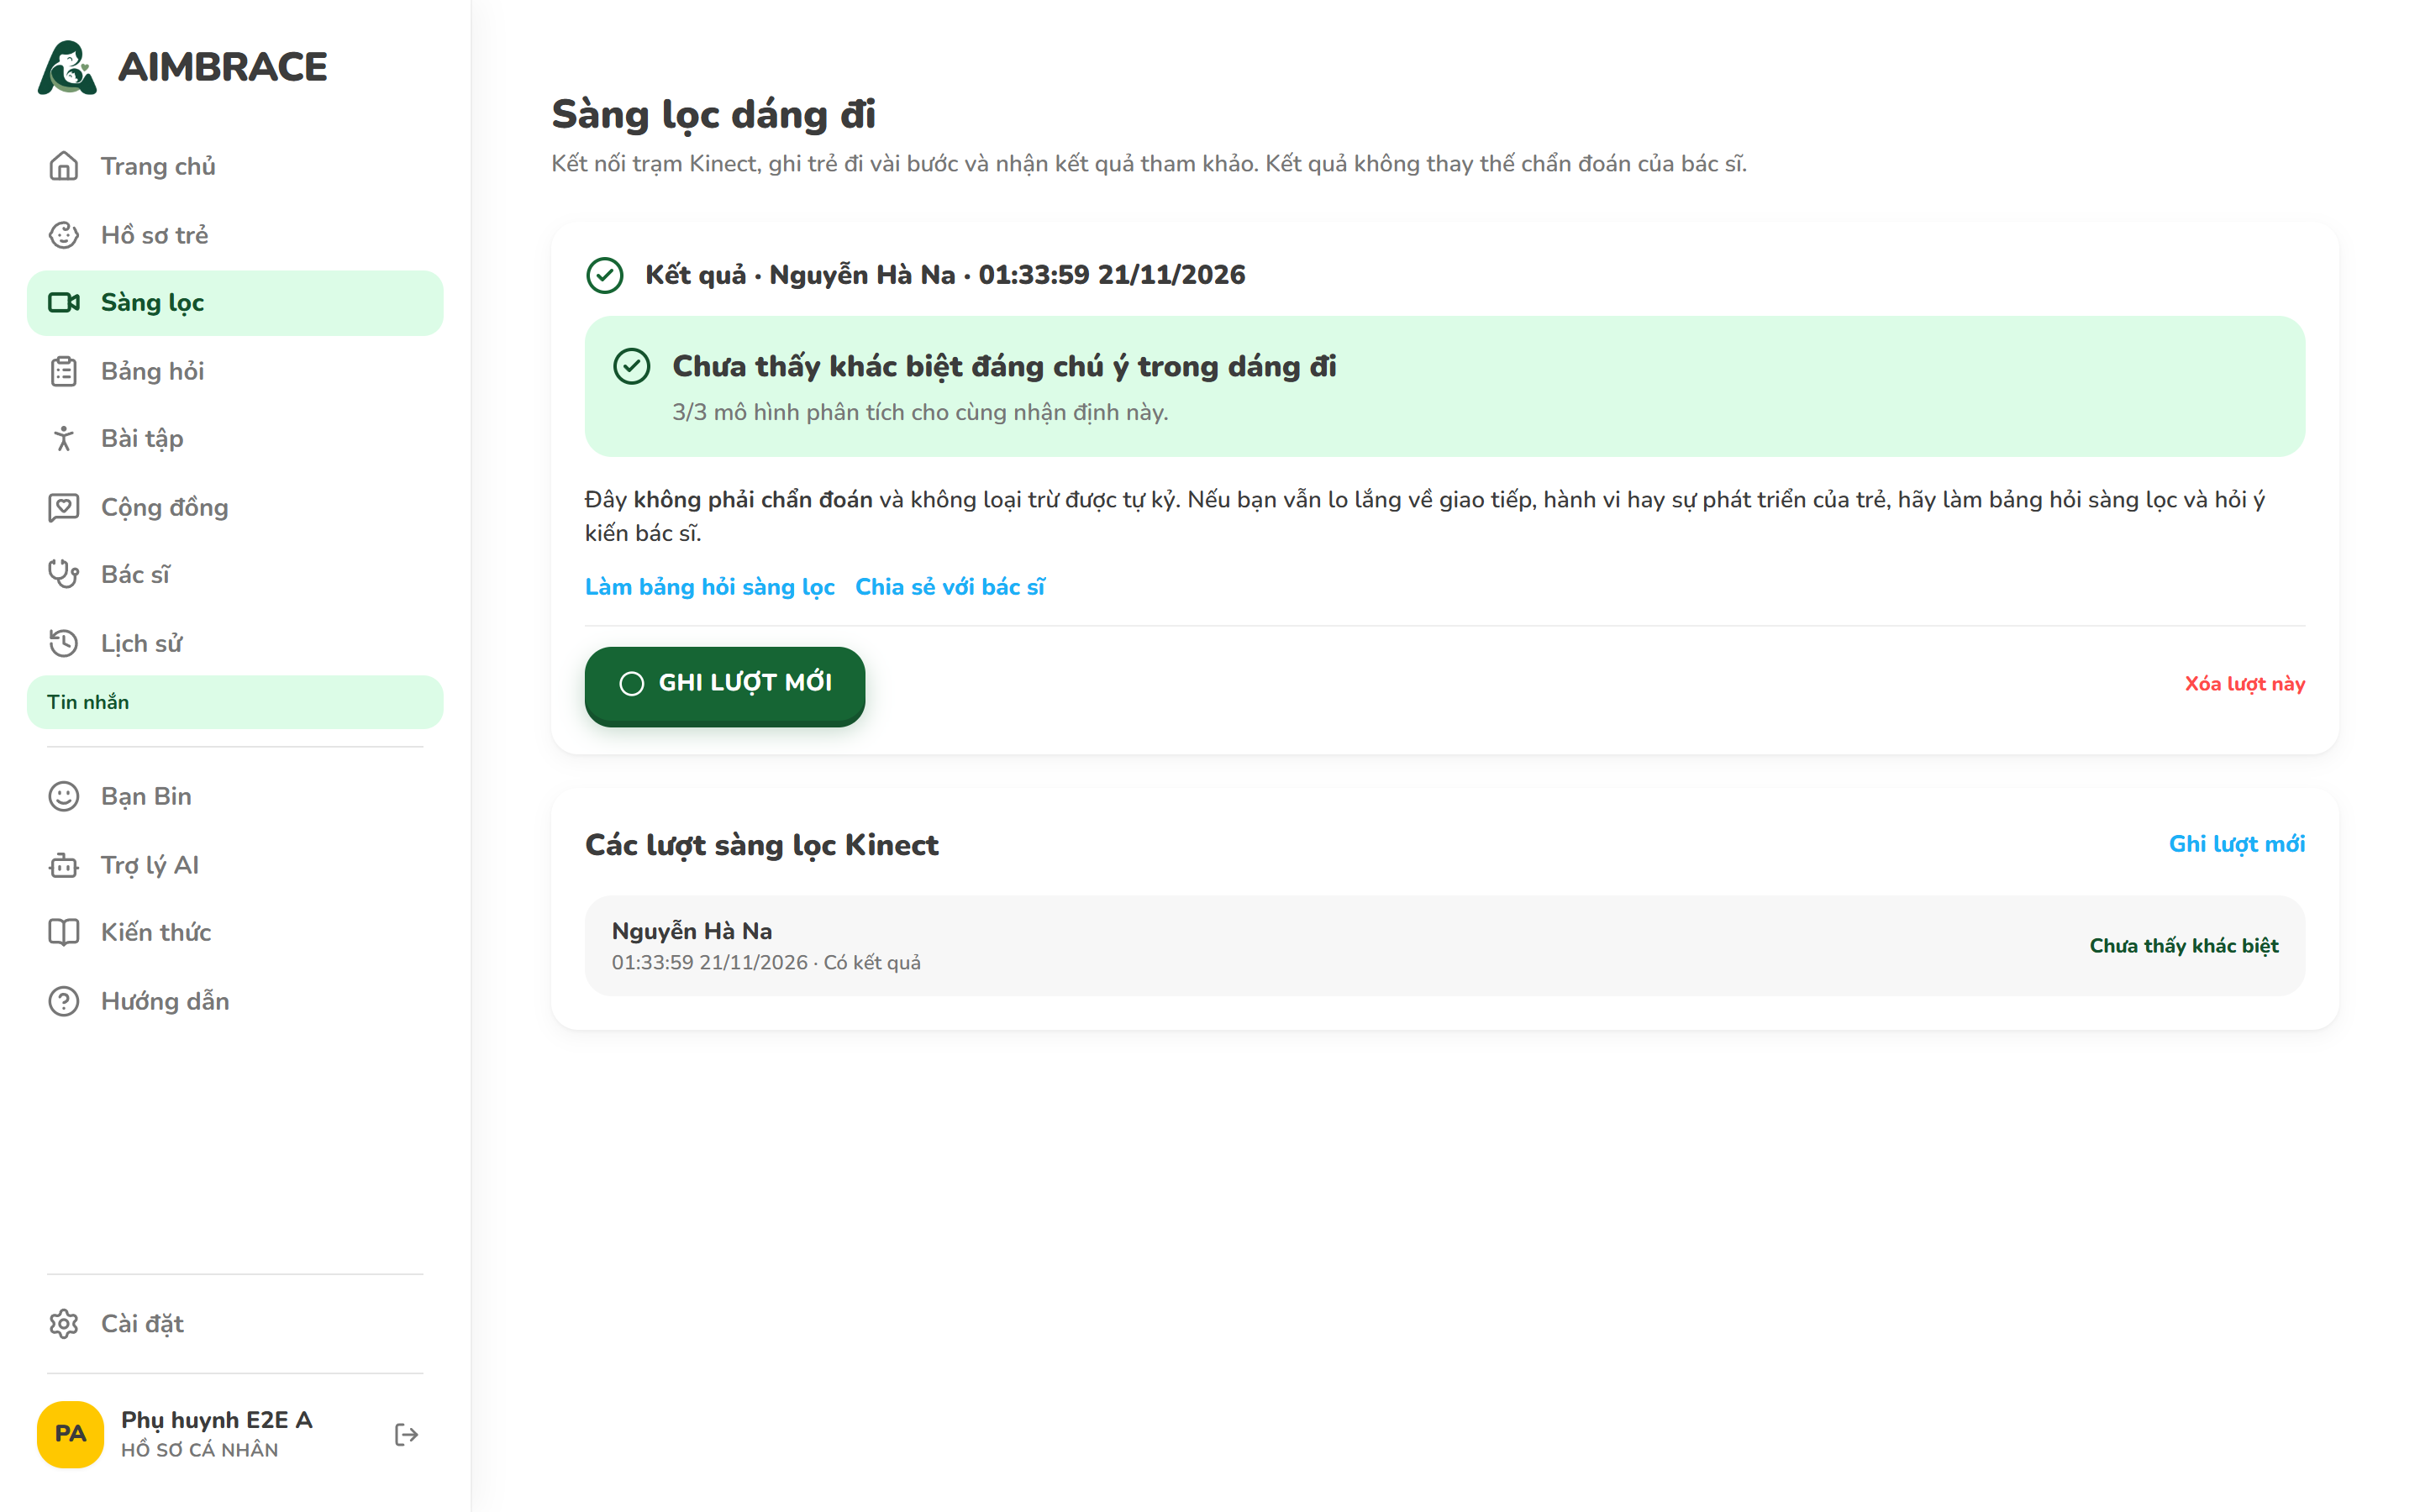 AIMBRACE
Trang chủ
Hồ sơ trẻ
Sàng lọc
Bảng hỏi
Bài tập
Cộng đồng
Bác sĩ
Lịch sử
Tin nhắn
Bạn Bin
Trợ lý AI
Kiến thức
Hướng dẫn
Cài đặt
PA
Phụ huynh E2E A
HỒ SƠ CÁ NHÂN
Sàng lọc dáng đi
Kết nối trạm Kinect, ghi trẻ đi vài bước và nhận kết quả tham khảo. Kết quả không thay thế chẩn đoán của bác sĩ.
Kết quả · Nguyễn Hà Na · 01:33:59 21/11/2026
Chưa thấy khác biệt đáng chú ý trong dáng đi
3/3 mô hình phân tích cho cùng nhận định này.
Đây không phải chẩn đoán và không loại trừ được tự kỷ. Nếu bạn vẫn lo lắng về giao tiếp, hành vi hay sự phát triển của trẻ, hãy làm bảng hỏi sàng lọc và hỏi ý
kiến bác sĩ.
Làm bảng hỏi sàng lọc Chia sẻ với bác sĩ
GHI LƯỢT MỚI
Xóa lượt này
Các lượt sàng lọc Kinect
Ghi lượt mới
Nguyễn Hà Na
01:33:59 21/11/2026 · Có kết quả
Chưa thấy khác biệt